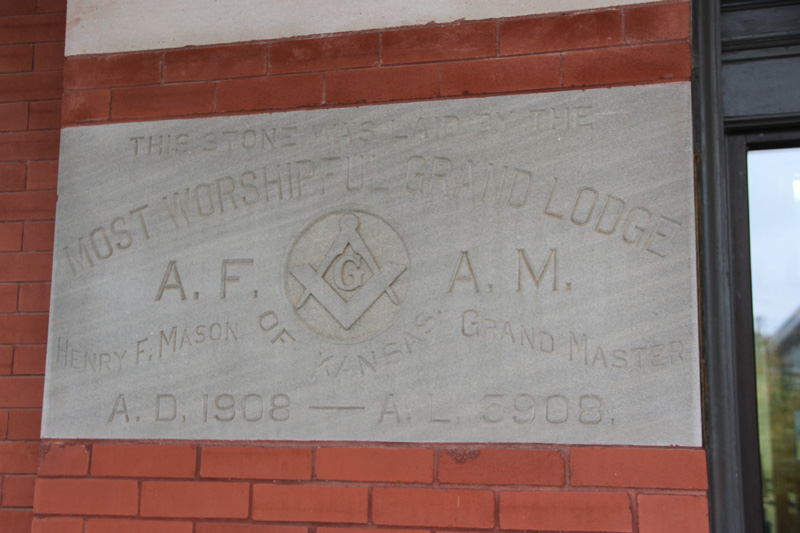 THIS STONE WAS LAID BY THE
MOST WORSHIPFUL GRAND LODGE
A. F. G A. M.
OF KANSAS.
HENRY F. MASON GRAND MASTER
A. D. 1908 — A. L. 5908.